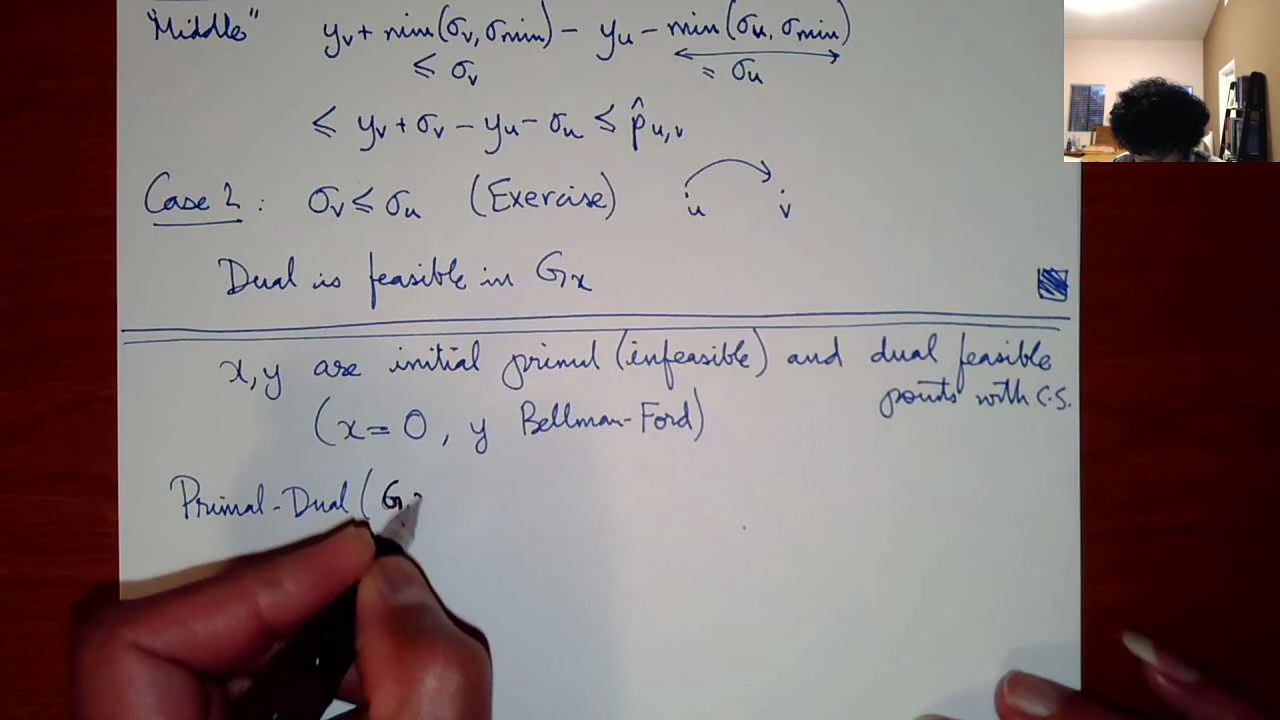 "Middle" yᵥ + min(σᵥ, σmin) − yᵤ − min(σᵤ, σmin)
≤ σᵥ = σᵤ
≤ yᵥ + σᵥ − yᵤ − σᵤ ≤ p̂ᵤ,ᵥ
Case 2 : σᵥ ≤ σᵤ (Exercise) u v
Dual is feasible in Gₓ
x, y are initial primal (infeasible) and dual feasible
points with C.S.
(x = 0, y Bellman-Ford)
Primal-Dual (G,